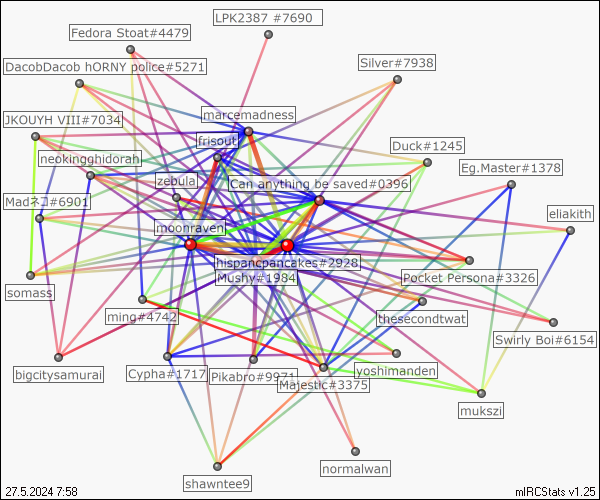 LPK2387 #7690
Fedora Stoat#4479
DacobDacob hORNY police#5271
Silver#7938
marcemadness
JKOUYH VIII#7034
frisout
Duck#1245
neokingghidorah
Eg.Master#1378
zebula
Can anything be saved#0396
Madネコ#6901
eliakith
moonraven
hispancpancakes#2928
Mushy#1984
Pocket Persona#3326
somass
ming#4742
thesecondtwat
Swirly Boi#6154
bigcitysamurai
Cypha#1717
Pikabro#9971
Majestic#3375
yoshimanden
mukszi
normalwan
shawntee9
27.5.2024 7:58
mIRCStats v1.25